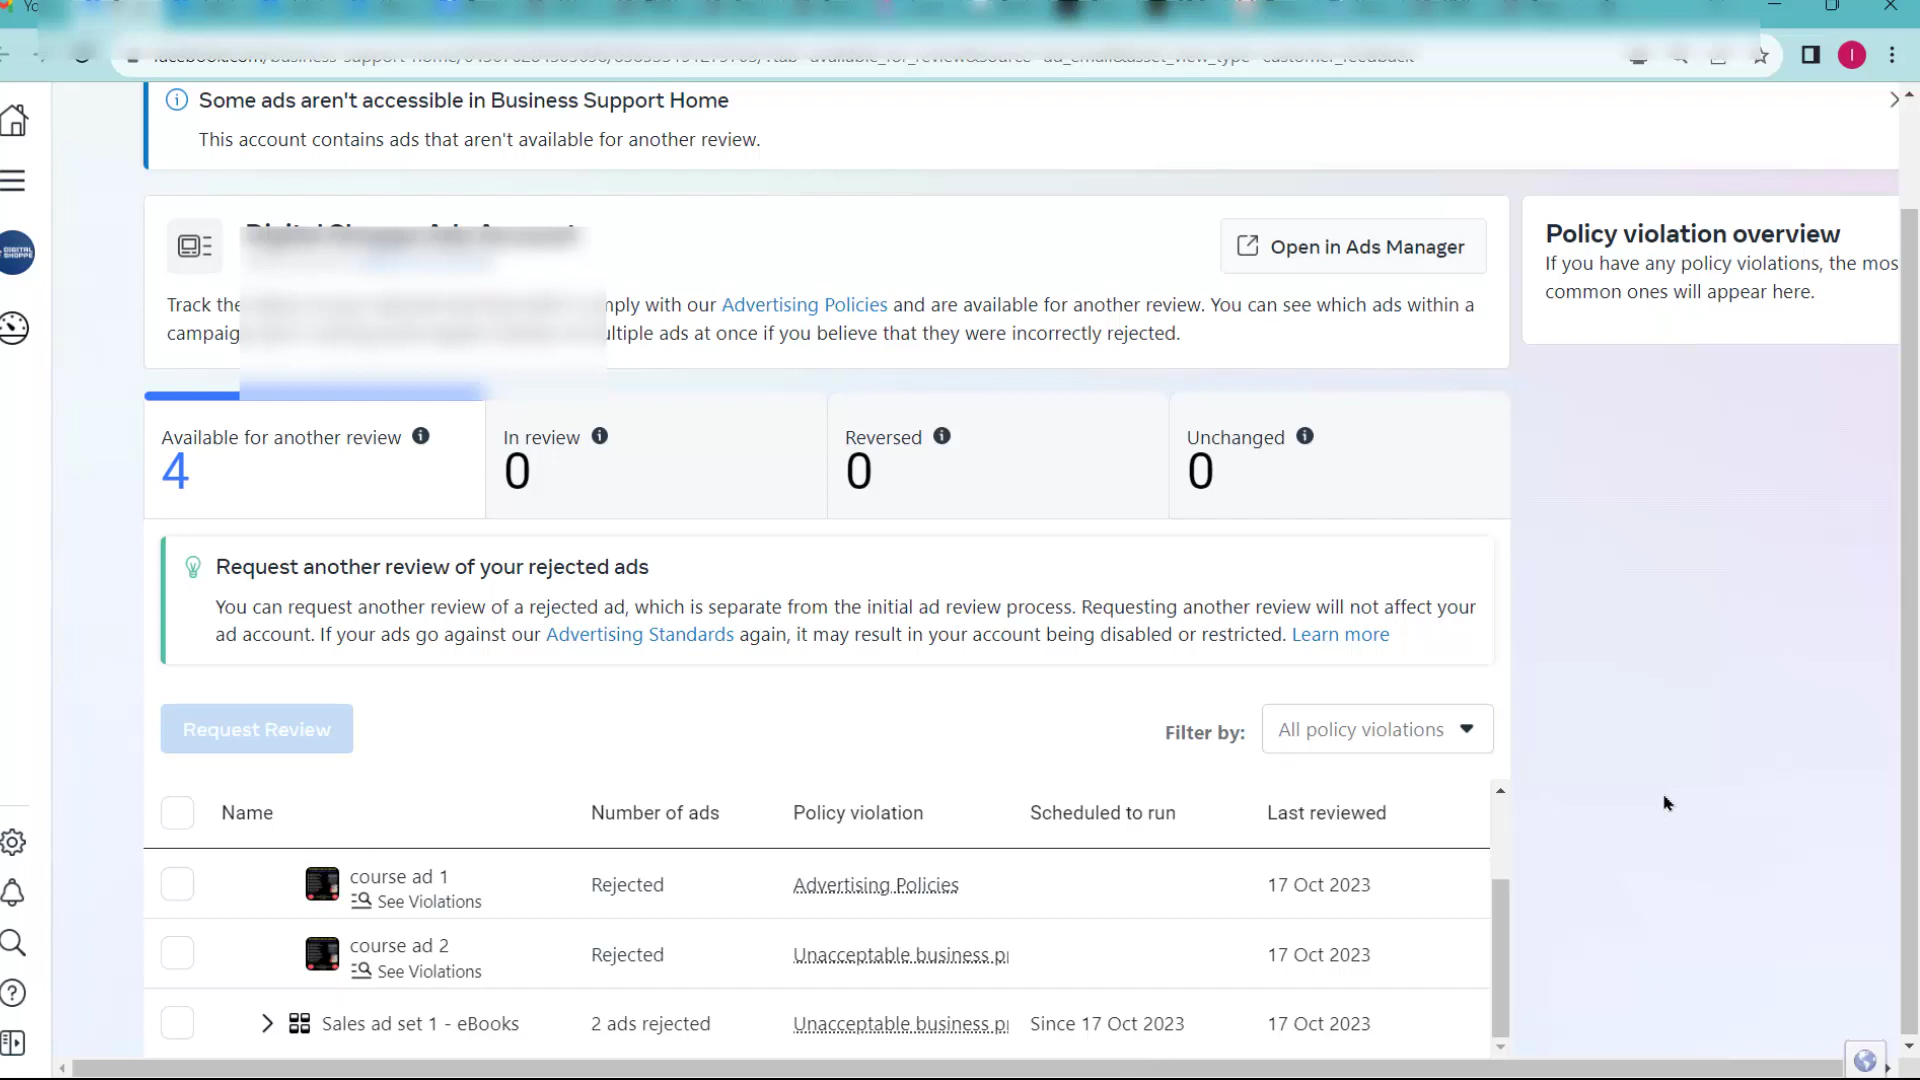 Some ads aren't accessible in Business Support Home
This account contains ads that aren't available for another review.
DIGITAL
SHOPPE
Open in Ads Manager
Track the
mply with our Advertising Policies and are available for another review. You can see which ads within a
campaig
ultiple ads at once if you believe that they were incorrectly rejected.
Policy violation overview
If you have any policy violations, the mos
common ones will appear here.
Available for another review
4
In review
0
Reversed
0
Unchanged
0
Request another review of your rejected ads
You can request another review of a rejected ad, which is separate from the initial ad review process. Requesting another review will not affect your
ad account. If your ads go against our Advertising Standards again, it may result in your account being disabled or restricted. Learn more
Request Review
Filter by:
All policy violations
Name Number of ads Policy violation Scheduled to run Last reviewed
course ad 1
See Violations
Rejected Advertising Policies 17 Oct 2023
course ad 2
See Violations
Rejected Unacceptable business pr 17 Oct 2023
Sales ad set 1 - eBooks 2 ads rejected Unacceptable business pr Since 17 Oct 2023 17 Oct 2023